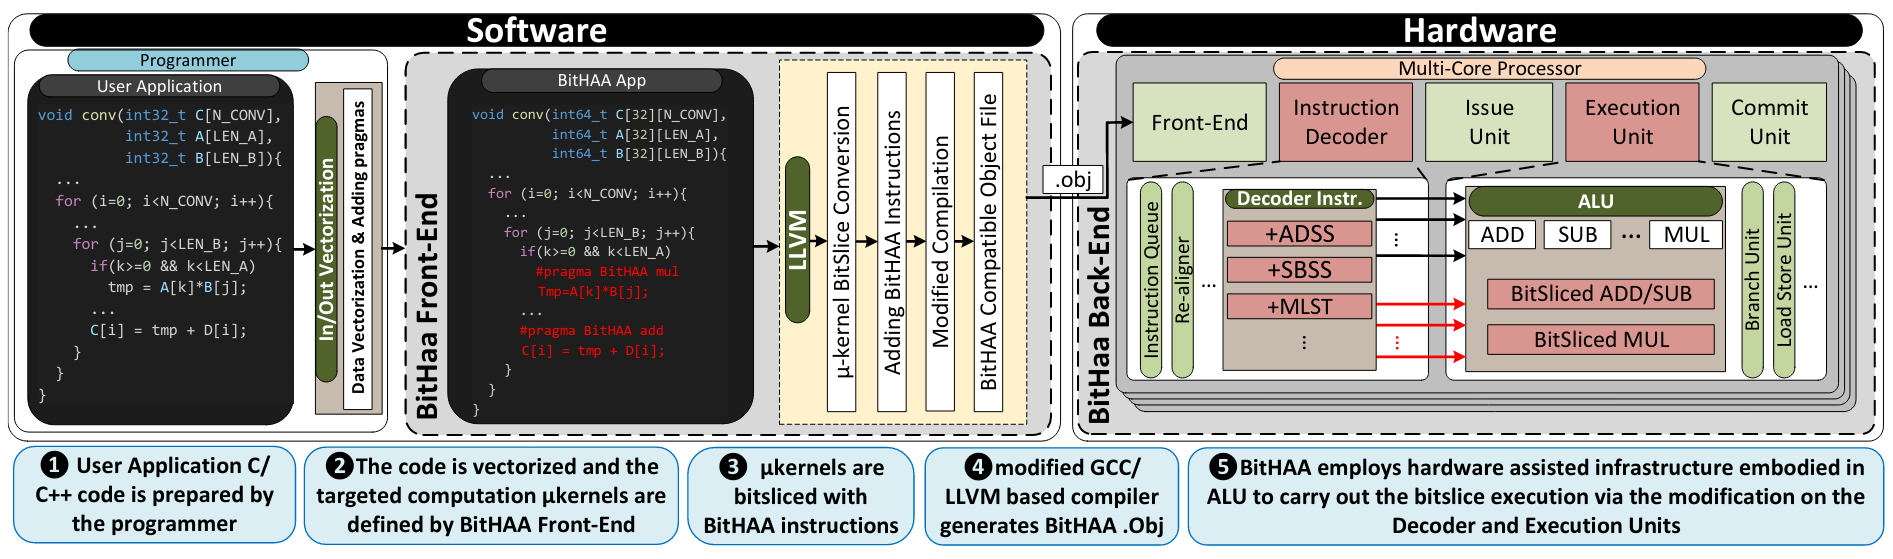 Software
Programmer
User Application
void conv(int32_t C[N_CONV],
int32_t A[LEN_A],
int32_t B[LEN_B]){
...
for (i=0; i<N_CONV; i++){
...
for (j=0; j<LEN_B; j++){
if(k>=0 && k<LEN_A)
tmp = A[k]*B[j];
...
C[i] = tmp + D[i];
}
}
}
In/Out Vectorization
Data Vectorization & Adding pragmas
BitHaa Front-End
BitHAA App
void conv(int64_t C[32][N_CONV],
int64_t A[32][LEN_A],
int64_t B[32][LEN_B]){
...
for (i=0; i<N_CONV; i++){
...
for (j=0; j<LEN_B; j++){
if(k>=0 && k<LEN_A)
#pragma BitHAA mul
Tmp=A[k]*B[j];
...
#pragma BitHAA add
C[i] = tmp + D[i];
}
}
}
LLVM
μ-kernel BitSlice Conversion
Adding BitHAA Instructions
Modified Compilation
BitHAA Compatible Object File
.obj
Hardware
BitHaa Back-End
Multi-Core Processor
Front-End
Instruction
Decoder
Issue
Unit
Execution
Unit
Commit
Unit
Instruction Queue
Re-aligner
...
Decoder Instr.
+ADSS
+SBSS
+MLST
...
...
...
ALU
ADD
SUB
...
MUL
BitSliced ADD/SUB
BitSliced MUL
Branch Unit
Load Store Unit
...
❶ User Application C/
C++ code is prepared by
the programmer
❷The code is vectorized and the
targeted computation μkernels are
defined by BitHAA Front-End
❸ μkernels are
bitsliced with
BitHAA instructions
❹modified GCC/
LLVM based compiler
generates BitHAA .Obj
❺BitHAA employs hardware assisted infrastructure embodied in
ALU to carry out the bitslice execution via the modification on the
Decoder and Execution Units